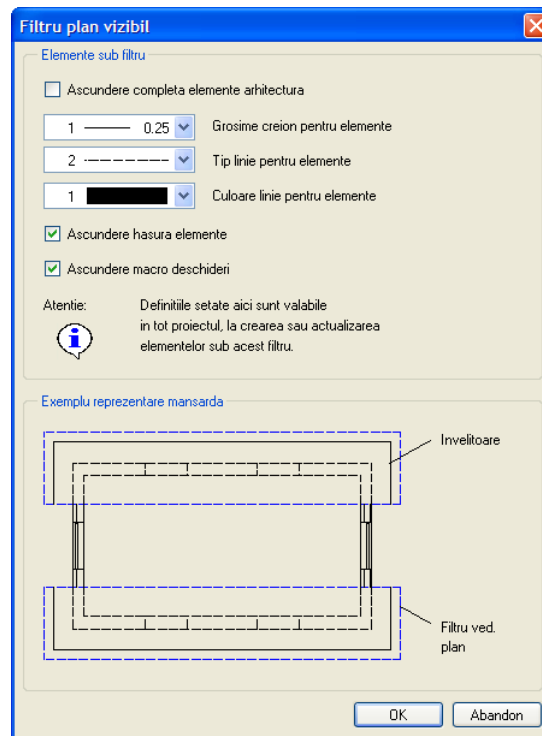 Filtru plan vizibil
Elemente sub filtru
Ascundere completa elemente arhitectura
1 0.25 Grosime creion pentru elemente
2 Tip linie pentru elemente
1 Culoare linie pentru elemente
Ascundere hasura elemente
Ascundere macro deschideri
Atentie: Definitiile setate aici sunt valabile
in tot proiectul, la crearea sau actualizarea
elementelor sub acest filtru.
Exemplu reprezentare mansarda
Invelitoare
Filtru ved.
plan
OK Abandon